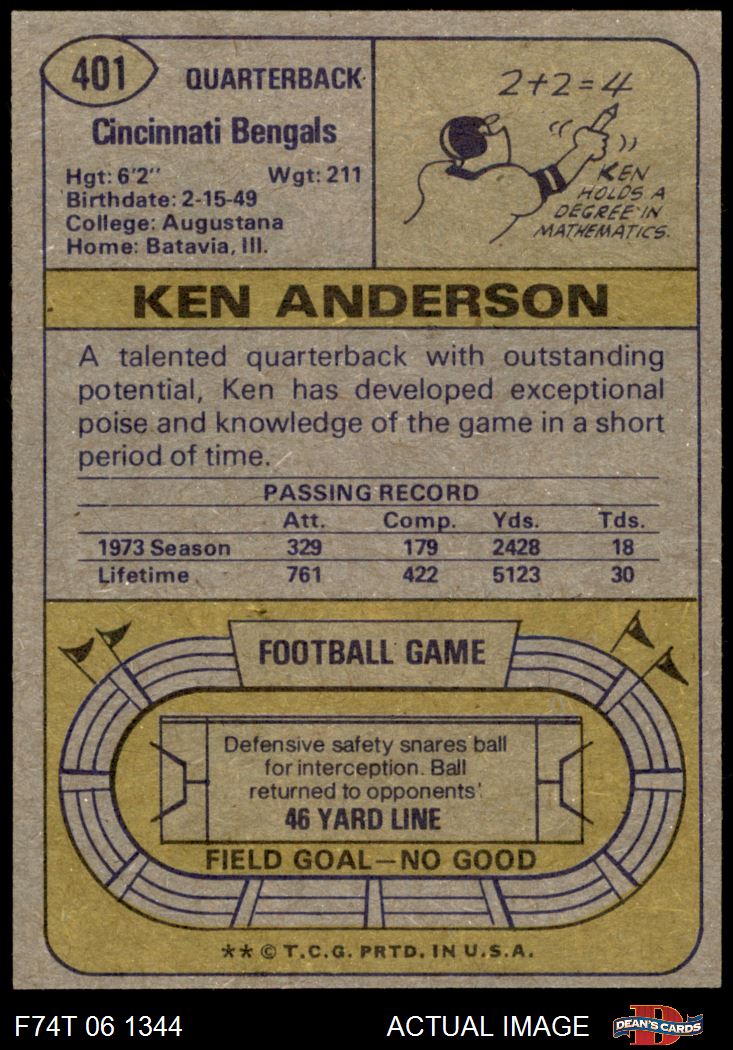 401
QUARTERBACK
Cincinnati Bengals
Hgt: 6'2" Wgt: 211
Birthdate: 2-15-49
College: Augustana
Home: Batavia, Ill.
2+2=4
KEN
HOLDS A
DEGREE IN
MATHEMATICS.
KEN ANDERSON
A talented quarterback with outstanding
potential, Ken has developed exceptional
poise and knowledge of the game in a short
period of time.
PASSING RECORD
Att. Comp. Yds. Tds.
1973 Season 329 179 2428 18
Lifetime 761 422 5123 30
FOOTBALL GAME
Defensive safety snares ball
for interception. Ball
returned to opponents'
46 YARD LINE
FIELD GOAL—NO GOOD
** © T.C.G. PRTD. IN U.S.A.
F74T 06 1344 ACTUAL IMAGE
D
DEAN'S CARDS